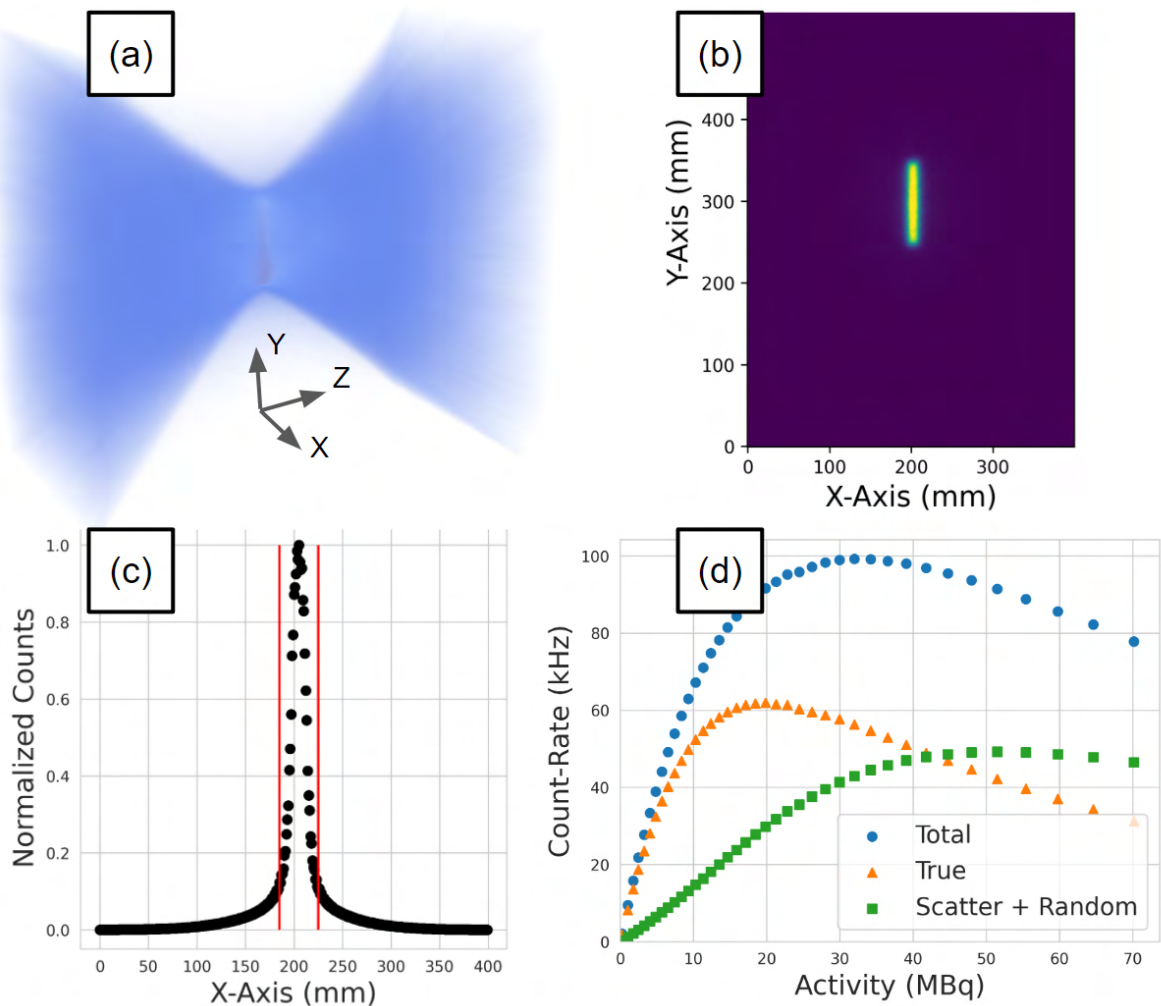 (a)
Y
Z
X
(b)
400
300
200
100
0
Y-Axis (mm)
0 100 200 300
X-Axis (mm)
(c)
1.0
0.8
0.6
0.4
0.2
0.0
Normalized Counts
0 50 100 150 200 250 300 350 400
X-Axis (mm)
(d)
100
80
60
40
20
0
Count-Rate (kHz)
Total
True
Scatter + Random
0 10 20 30 40 50 60 70
Activity (MBq)